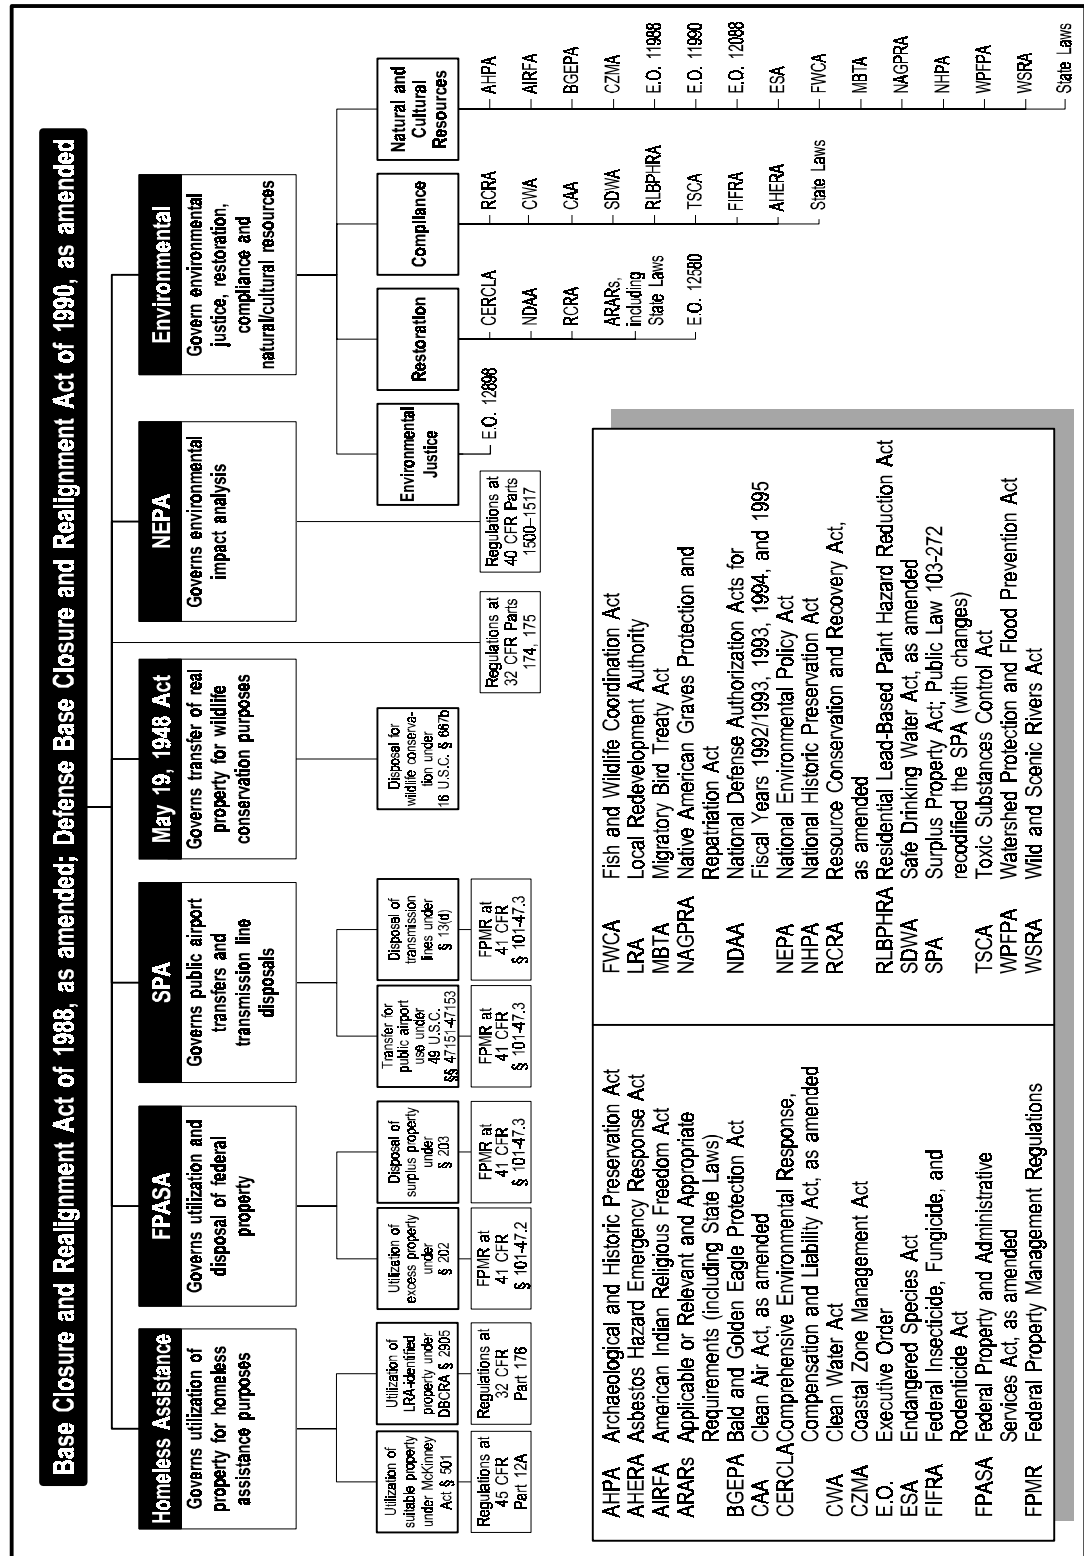 Base Closure and Realignment Act of 1988, as amended; Defense Base Closure and Realignment Act of 1990, as amended
Homeless Assistance
Governs utilization of
property for homeless
assistance purposes
Utilization of
suitable property
under McKinney
Act § 501
Regulations at
45 CFR
Part 12A
Utilization of
LRA-identified
property under
DBCRA § 2905
Regulations at
32 CFR
Part 176
FPASA
Governs utilization and
disposal of federal
property
Utilization of
excess property
under
§ 202
FPMR at
41 CFR
§ 101-47.2
Disposal of
surplus property
under
§ 203
FPMR at
41 CFR
§ 101-47.3
SPA
Governs public airport
transfers and
transmission line
disposals
Transfer for
public airport
use under
49 U.S.C.
§§ 47151-47153
FPMR at
41 CFR
§ 101-47.3
Disposal of
transmission
lines under
§ 13(d)
FPMR at
41 CFR
§ 101-47.3
May 19, 1948 Act
Governs transfer of real
property for wildlife
conservation purposes
Disposal for
wildlife conserva-
tion under
16 U.S.C. § 667b
Regulations at
32 CFR Parts
174, 175
NEPA
Governs environmental
impact analysis
Regulations at
40 CFR Parts
1500–1517
Environmental
Govern environmental
justice, restoration,
compliance and
natural/cultural resources
Environmental
Justice
E.O. 12898
Restoration
CERCLA
NDAA
RCRA
ARARs,
including
State Laws
E.O. 12580
Compliance
RCRA
CWA
CAA
SDWA
RLBPHRA
TSCA
FIFRA
AHERA
State Laws
Natural and
Cultural
Resources
AHPA
AIRFA
BGEPA
CZMA
E.O. 11988
E.O. 11990
E.O. 12088
ESA
FWCA
MBTA
NAGPRA
NHPA
WPFPA
WSRA
State Laws
AHPA Archaeological and Historic Preservation Act
AHERA Asbestos Hazard Emergency Response Act
AIRFA American Indian Religious Freedom Act
ARARs Applicable or Relevant and Appropriate
Requirements (including State Laws)
BGEPA Bald and Golden Eagle Protection Act
CAA Clean Air Act, as amended
CERCLA Comprehensive Environmental Response,
Compensation and Liability Act, as amended
CWA Clean Water Act
CZMA Coastal Zone Management Act
E.O. Executive Order
ESA Endangered Species Act
FIFRA Federal Insecticide, Fungicide, and
Rodenticide Act
FPASA Federal Property and Administrative
Services Act, as amended
FPMR Federal Property Management Regulations
FWCA Fish and Wildlife Coordination Act
LRA Local Redevelopment Authority
MBTA Migratory Bird Treaty Act
NAGPRA Native American Graves Protection and
Repatriation Act
NDAA National Defense Authorization Acts for
Fiscal Years 1992/1993, 1993, 1994, and 1995
NEPA National Environmental Policy Act
NHPA National Historic Preservation Act
RCRA Resource Conservation and Recovery Act,
as amended
RLBPHRA Residential Lead-Based Paint Hazard Reduction Act
SDWA Safe Drinking Water Act, as amended
SPA Surplus Property Act; Public Law 103-272
recodified the SPA (with changes)
TSCA Toxic Substances Control Act
WPFPA Watershed Protection and Flood Prevention Act
WSRA Wild and Scenic Rivers Act